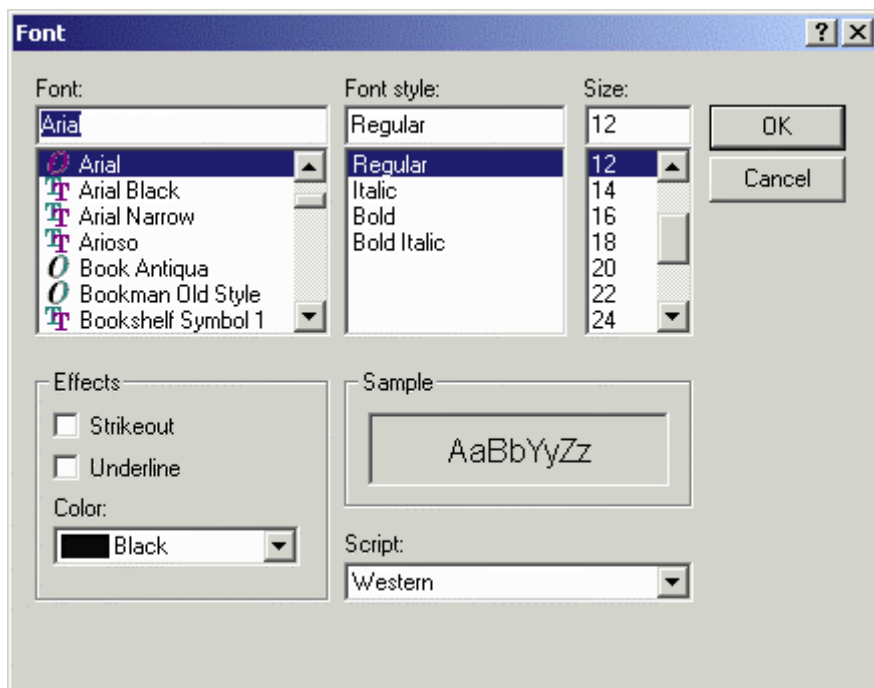 Font
Font: Font style: Size:
Arial Regular 12 OK
Arial Regular 12 Cancel
Arial Black Italic 14
Arial Narrow Bold 16
Arioso Bold Italic 18
Book Antiqua 20
Bookman Old Style 22
Bookshelf Symbol 1 24
Effects Sample
Strikeout
AaBbYyZz
Underline
Color:
Black Script:
Western